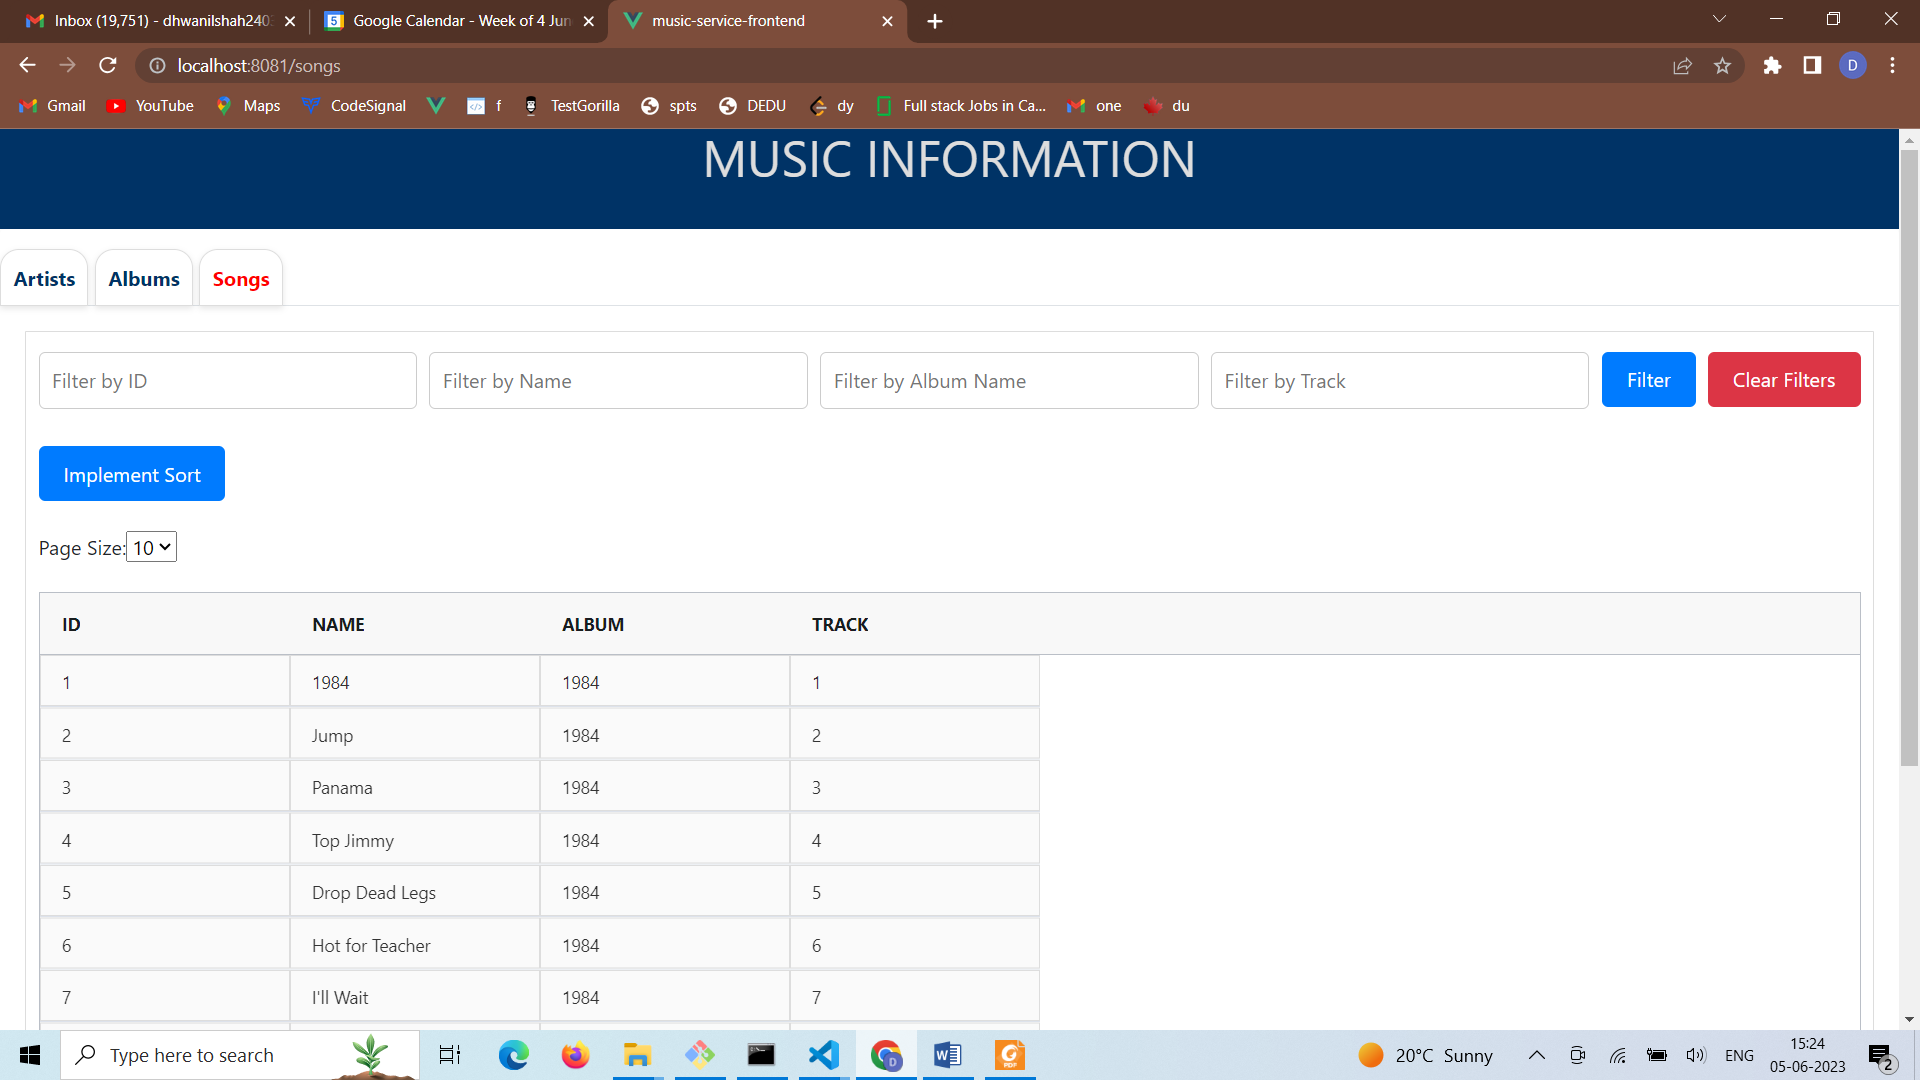 Inbox (19,751) - dhwanilshah240
Google Calendar - Week of 4 Jun
music-service-frontend
localhost:8081/songs
D
Gmail
YouTube
Maps
CodeSignal
f
TestGorilla
spts
DEDU
dy
Full stack Jobs in Ca...
one
du
MUSIC INFORMATION
Artists
Albums
Songs
Filter by ID
Filter by Name
Filter by Album Name
Filter by Track
Filter
Clear Filters
Implement Sort
Page Size: 10
ID NAME ALBUM TRACK
1 1984 1984 1
2 Jump 1984 2
3 Panama 1984 3
4 Top Jimmy 1984 4
5 Drop Dead Legs 1984 5
6 Hot for Teacher 1984 6
7 I'll Wait 1984 7
Type here to search
20°C Sunny
ENG
15:24
05-06-2023
2